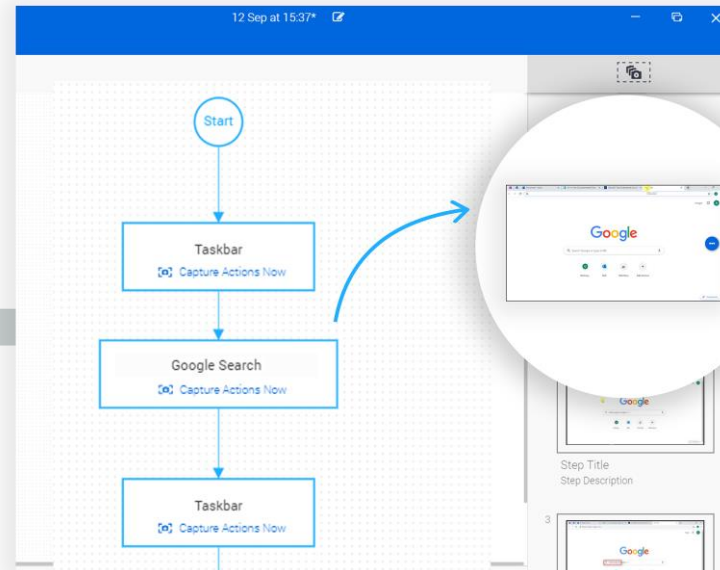 12 Sep at 15:37*
Start
Taskbar
Capture Actions Now
Google Search
Capture Actions Now
Taskbar
Capture Actions Now
Google
Google
Step Title
Step Description
3
Google